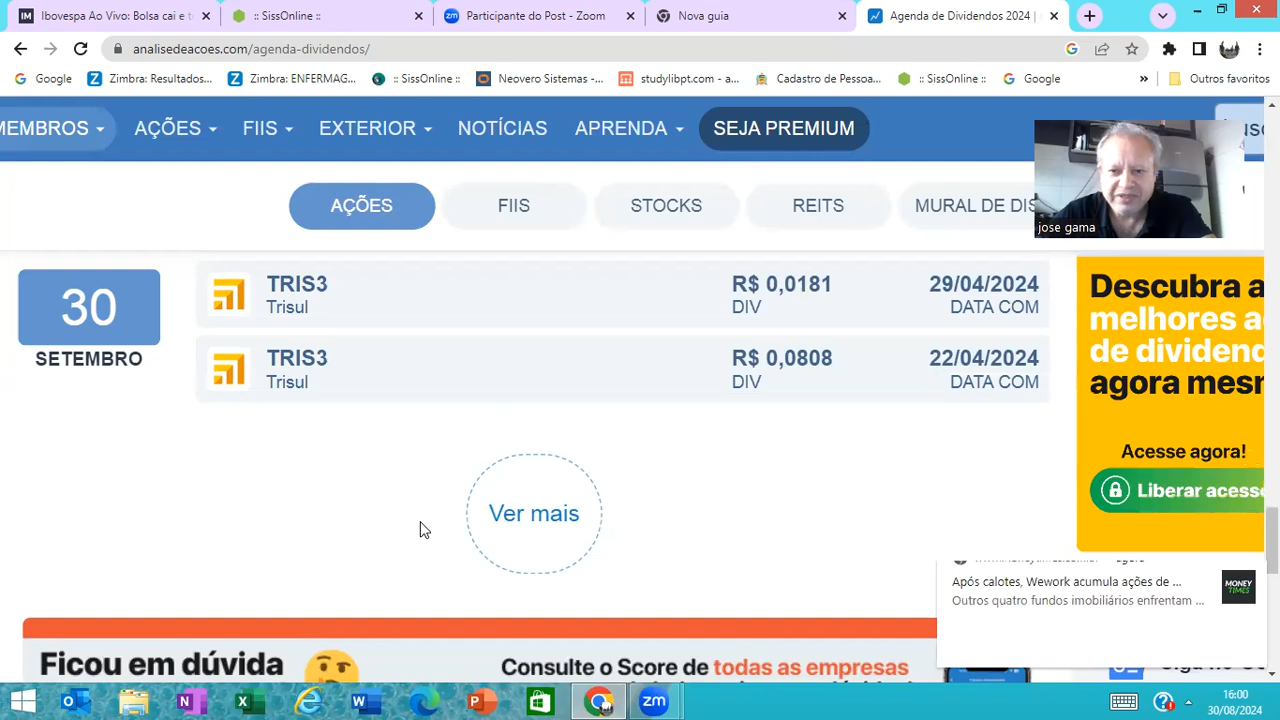 Ibovespa Ao Vivo: Bolsa cai e t
:: SissOnline ::
Participante do Post - Zoom
Nova guia
Agenda de Dividendos 2024 |
analisedeacoes.com/agenda-dividendos/
Google
Zimbra: Resultados...
Zimbra: ENFERMAG...
:: SissOnline ::
Neovero Sistemas -...
studylibpt.com - a...
Cadastro de Pessoa...
:: SissOnline ::
Google
»
Outros favoritos
MEMBROS
AÇÕES
FIIS
EXTERIOR
NOTÍCIAS
APRENDA
SEJA PREMIUM
AÇÕES
FIIS
STOCKS
REITS
MURAL DE DIS
jose gama
30
SETEMBRO
TRIS3
Trisul
R$ 0,0181
DIV
29/04/2024
DATA COM
TRIS3
Trisul
R$ 0,0808
DIV
22/04/2024
DATA COM
Descubra a
melhores a
de dividend
agora mesm
Acesse agora!
Liberar acess
Ver mais
Após calotes, Wework acumula ações de ...
Outros quatro fundos imobiliários enfrentam ...
MONEY
TIMES
Ficou em dúvida
Consulte o Score de todas as empresas
16:00
30/08/2024